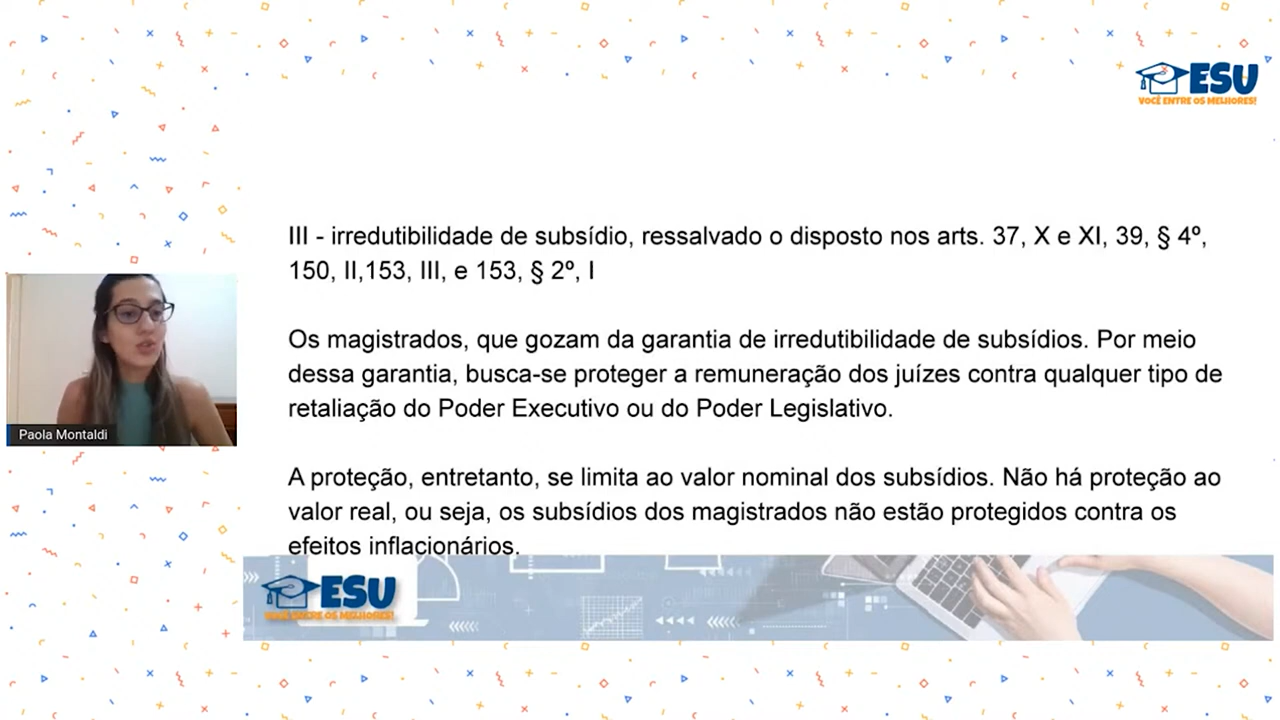 ESU
VOCÊ ENTRE OS MELHORES!
III - irredutibilidade de subsídio, ressalvado o disposto nos arts. 37, X e XI, 39, § 4º,
150, II,153, III, e 153, § 2º, I
Os magistrados, que gozam da garantia de irredutibilidade de subsídios. Por meio
dessa garantia, busca-se proteger a remuneração dos juízes contra qualquer tipo de
retaliação do Poder Executivo ou do Poder Legislativo.
Paola Montaldi
A proteção, entretanto, se limita ao valor nominal dos subsídios. Não há proteção ao
valor real, ou seja, os subsídios dos magistrados não estão protegidos contra os
efeitos inflacionários.
ESU
VOCÊ ENTRE OS MELHORES!